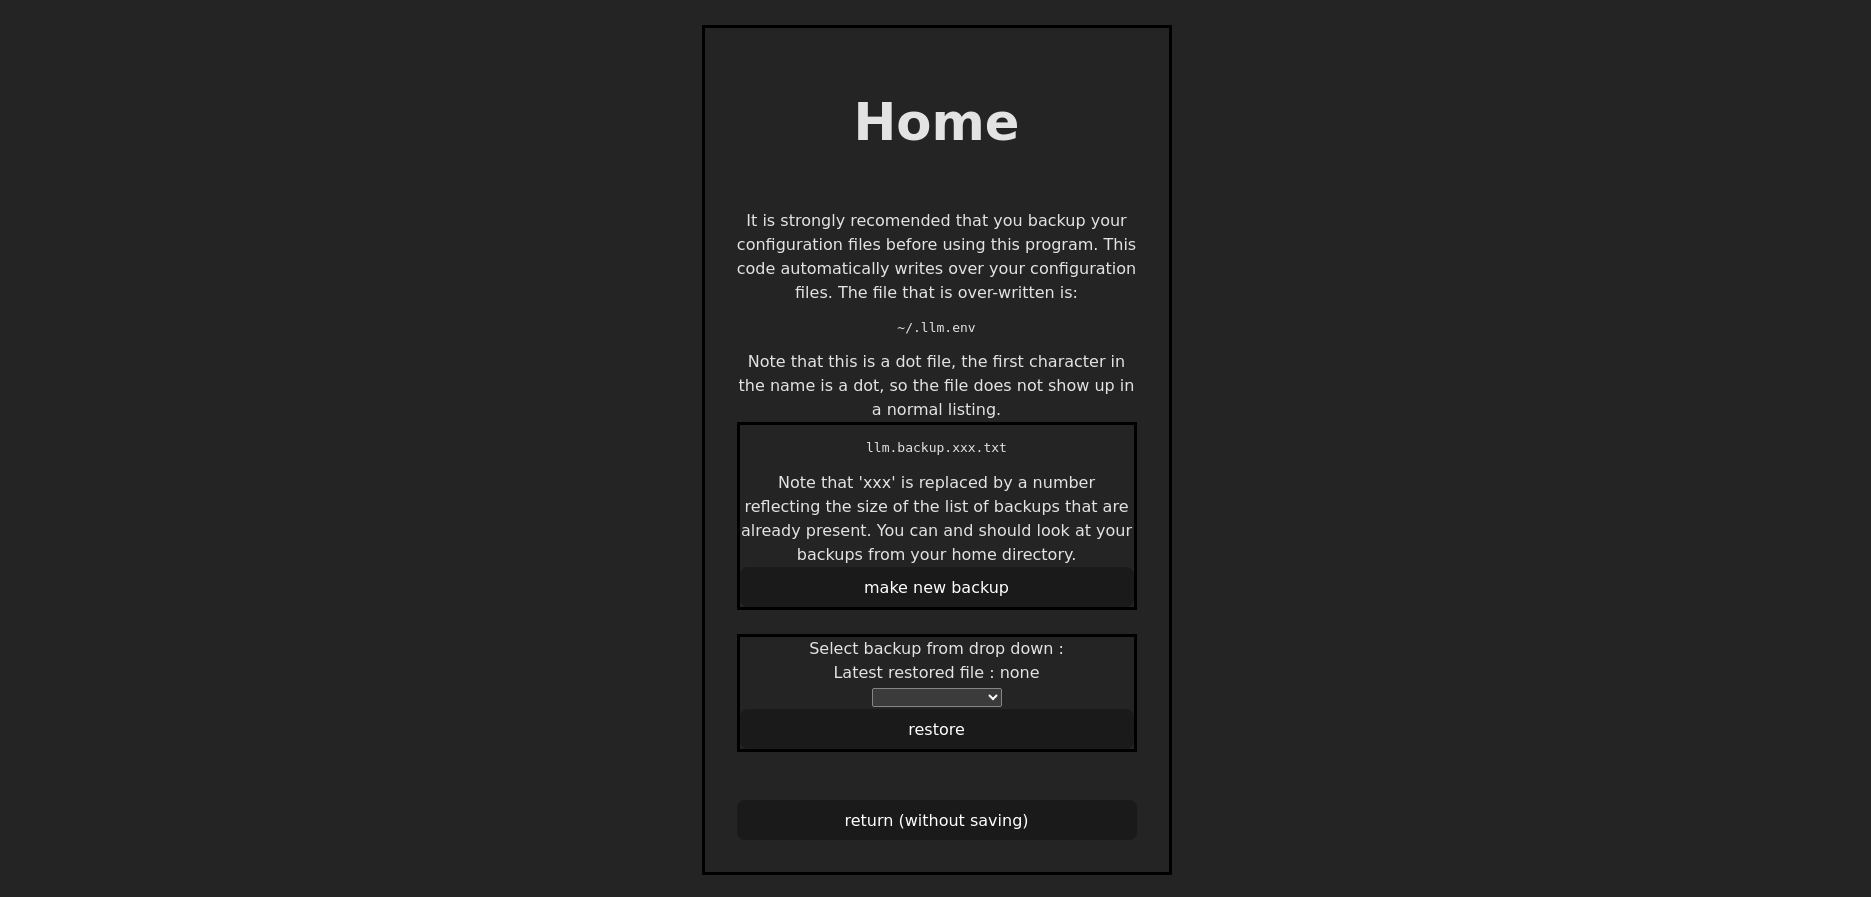 Home
It is strongly recomended that you backup your
configuration files before using this program. This
code automatically writes over your configuration
files. The file that is over-written is:
~/.llm.env
Note that this is a dot file, the first character in
the name is a dot, so the file does not show up in
a normal listing.
llm.backup.xxx.txt
Note that 'xxx' is replaced by a number
reflecting the size of the list of backups that are
already present. You can and should look at your
backups from your home directory.
make new backup
Select backup from drop down :
Latest restored file : none
restore
return (without saving)